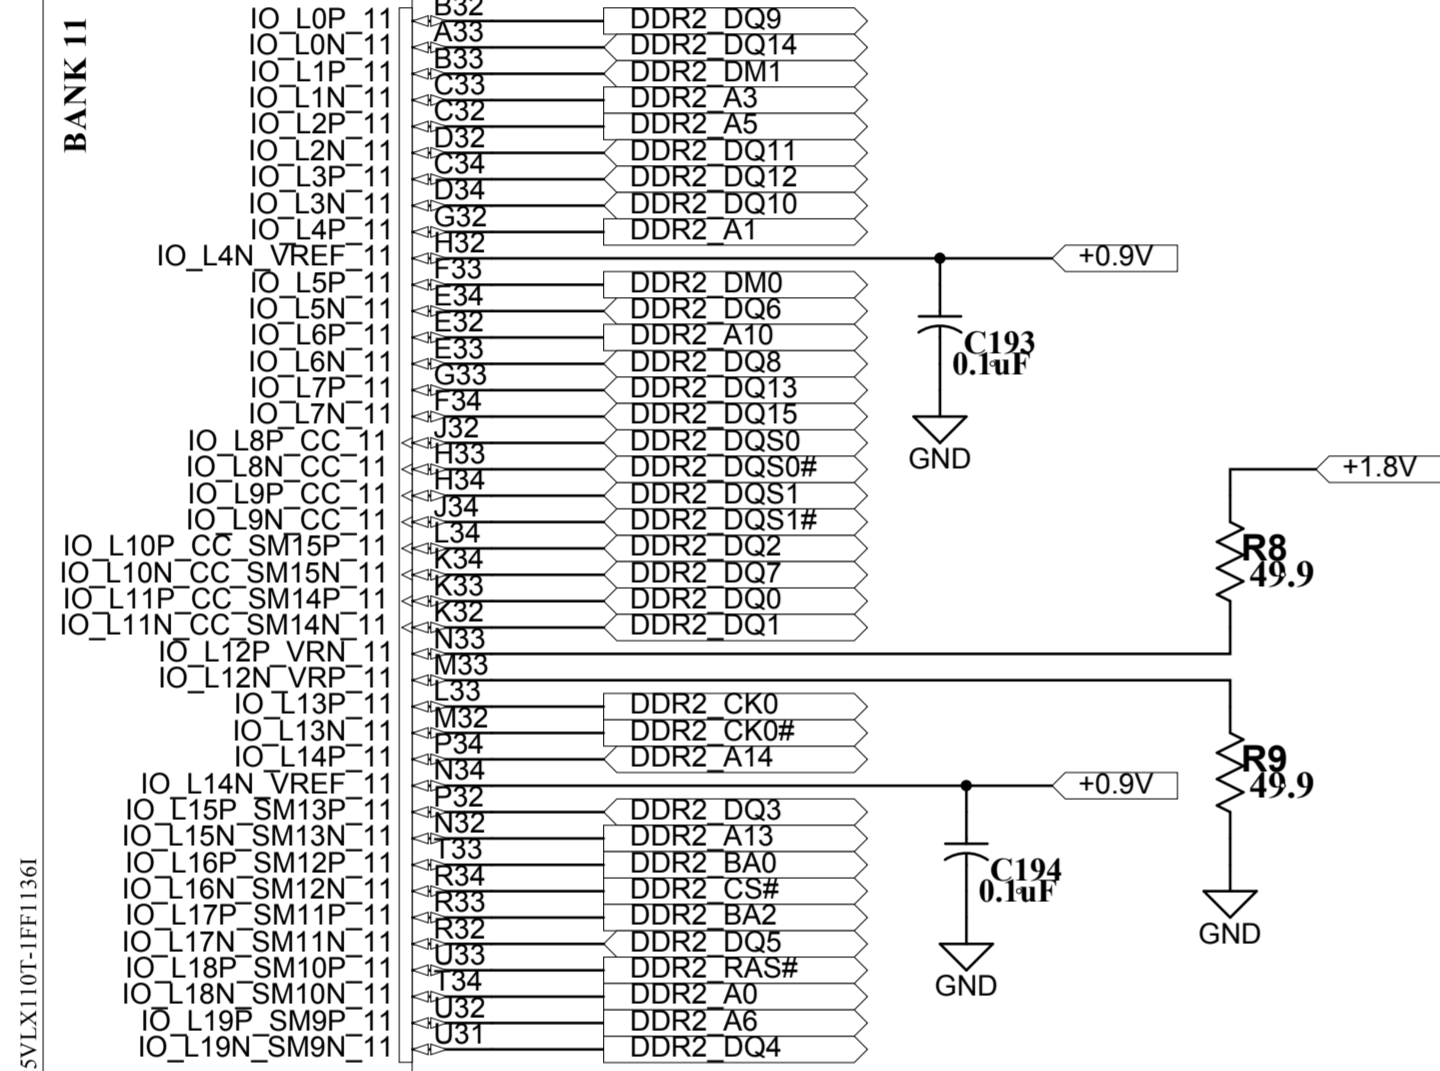 BANK 11
5VLX110T-1FF1136I
IO_L0P_11 B32 DDR2_DQ9
IO_L0N_11 A33 DDR2_DQ14
IO_L1P_11 B33 DDR2_DM1
IO_L1N_11 C33 DDR2_A3
IO_L2P_11 C32 DDR2_A5
IO_L2N_11 D32 DDR2_DQ11
IO_L3P_11 C34 DDR2_DQ12
IO_L3N_11 D34 DDR2_DQ10
IO_L4P_11 G32 DDR2_A1
IO_L4N_VREF_11 H32 +0.9V
IO_L5P_11 F33 DDR2_DM0
IO_L5N_11 E34 DDR2_DQ6
IO_L6P_11 E32 DDR2_A10
C193
0.1uF
IO_L6N_11 E33 DDR2_DQ8
IO_L7P_11 G33 DDR2_DQ13
IO_L7N_11 F34 DDR2_DQ15
IO_L8P_CC_11 J32 DDR2_DQS0
GND
IO_L8N_CC_11 H33 DDR2_DQS0# +1.8V
IO_L9P_CC_11 H34 DDR2_DQS1
IO_L9N_CC_11 J34 DDR2_DQS1#
IO_L10P_CC_SM15P_11 L34 DDR2_DQ2 R8
IO_L10N_CC_SM15N_11 K34 DDR2_DQ7 49.9
IO_L11P_CC_SM14P_11 K33 DDR2_DQ0
IO_L11N_CC_SM14N_11 K32 DDR2_DQ1
IO_L12P_VRN_11 N33
IO_L12N_VRP_11 M33
IO_L13P_11 L33 DDR2_CK0
IO_L13N_11 M32 DDR2_CK0#
IO_L14P_11 P34 DDR2_A14 R9
IO_L14N_VREF_11 N34 +0.9V 49.9
IO_L15P_SM13P_11 P32 DDR2_DQ3
IO_L15N_SM13N_11 N32 DDR2_A13
IO_L16P_SM12P_11 T33 DDR2_BA0 C194
IO_L16N_SM12N_11 R34 DDR2_CS# 0.1uF
IO_L17P_SM11P_11 R33 DDR2_BA2
GND
IO_L17N_SM11N_11 R32 DDR2_DQ5
IO_L18P_SM10P_11 U33 DDR2_RAS#
GND
IO_L18N_SM10N_11 T34 DDR2_A0
IO_L19P_SM9P_11 U32 DDR2_A6
IO_L19N_SM9N_11 U31 DDR2_DQ4